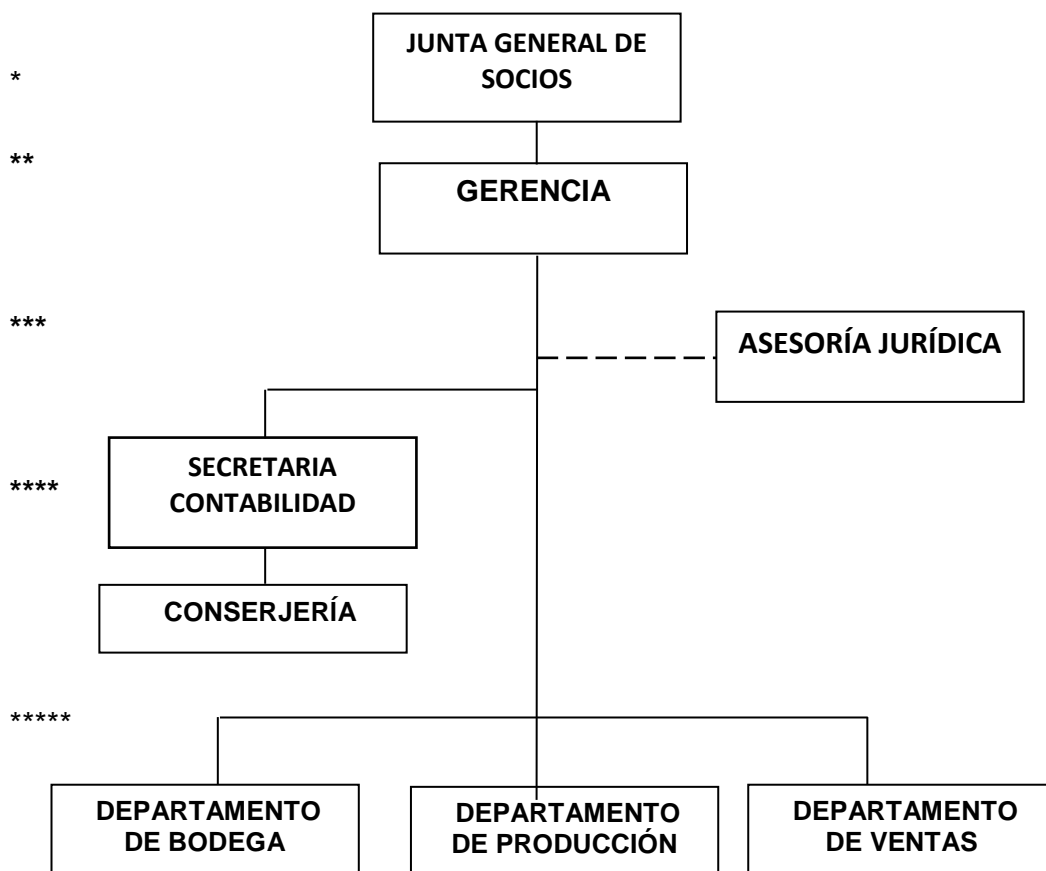 JUNTA GENERAL DE
SOCIOS
*
**
GERENCIA
***
ASESORÍA JURÍDICA
SECRETARIA
CONTABILIDAD
****
CONSERJERÍA
*****
DEPARTAMENTO
DE BODEGA
DEPARTAMENTO
DE PRODUCCIÓN
DEPARTAMENTO
DE VENTAS